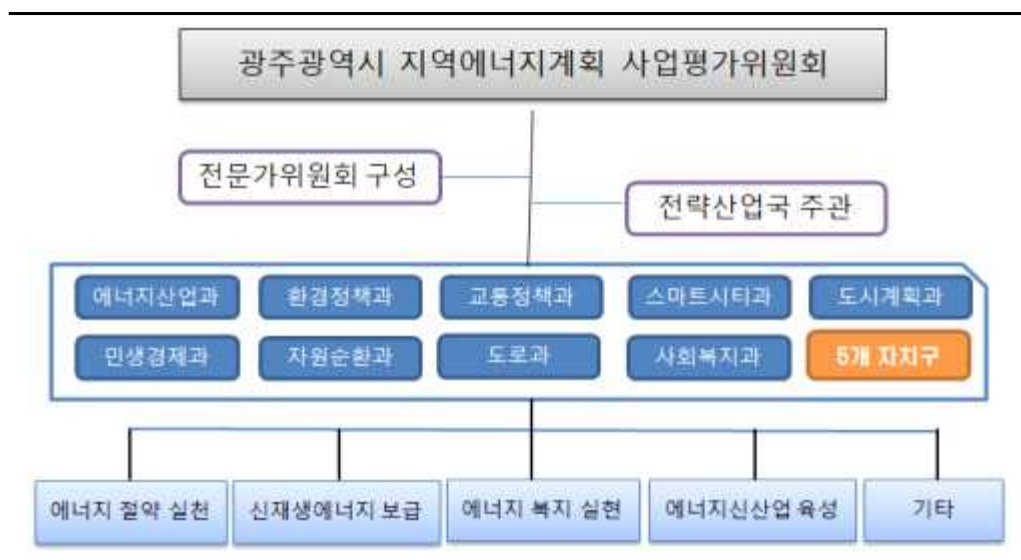 광주광역시 지역에너지계획 사업평가위원회
전문가위원회 구성
전략산업국 주관
에너지산업과 환경정책과 교통정책과 스마트시티과 도시계획과
민생경제과 자원순환과 도로과 사회복지과 5개 자치구
에너지 절약 실천 신재생에너지 보급 에너지 복지 실현 에너지신산업 육성 기타